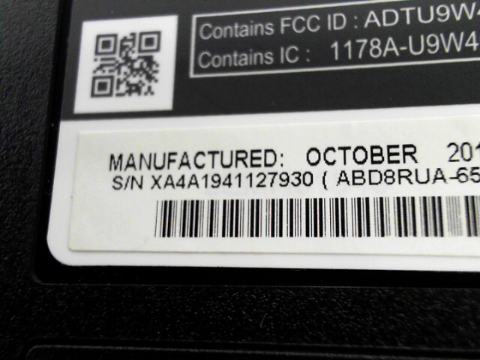 Contains FCC ID : ADTU9W4
Contains IC : 1178A-U9W4
MANUFACTURED: OCTOBER 201
S/N XA4A1941127930 ( ABD8RUA-65